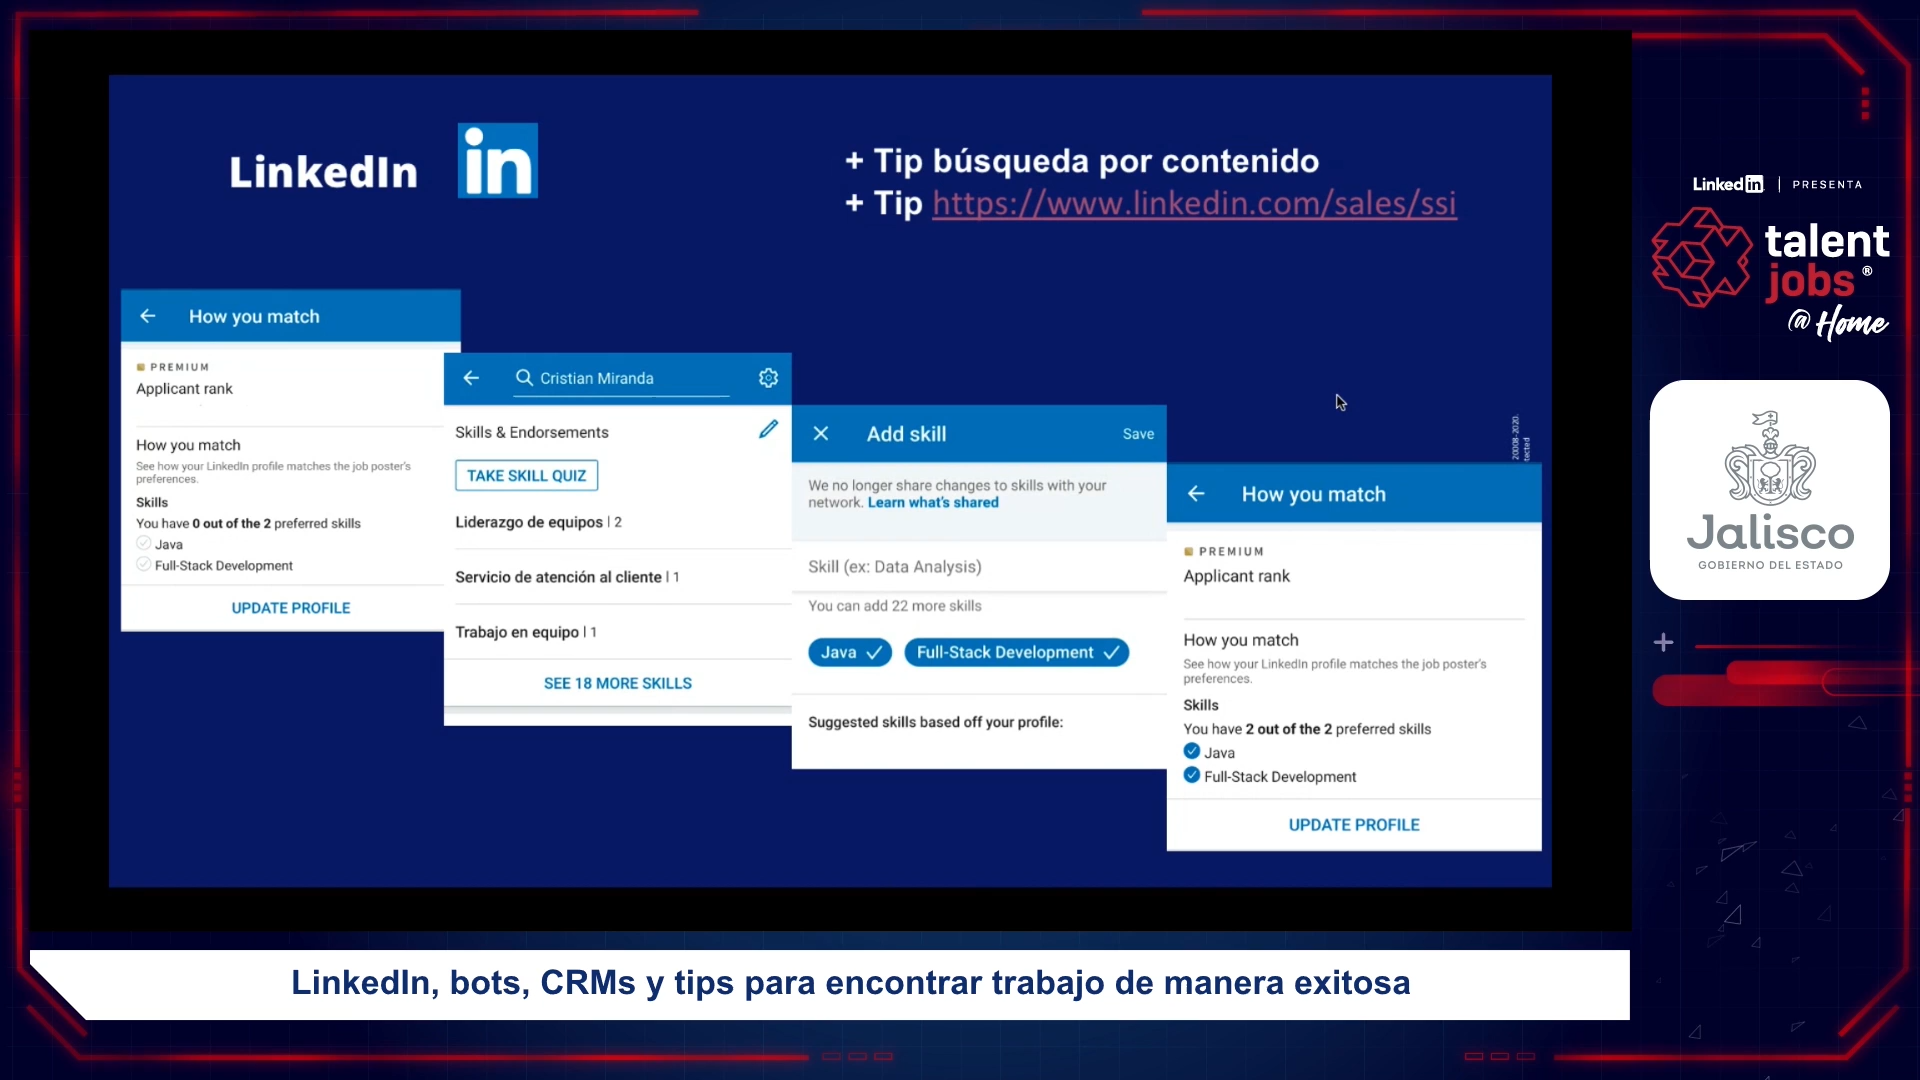 LinkedIn
in
+ Tip búsqueda por contenido
+ Tip https://www.linkedin.com/sales/ssi
How you match
PREMIUM
Applicant rank
How you match
See how your LinkedIn profile matches the job poster's
preferences.
Skills
You have 0 out of the 2 preferred skills
Java
Full-Stack Development
UPDATE PROFILE
Cristian Miranda
Skills & Endorsements
TAKE SKILL QUIZ
Liderazgo de equipos | 2
Servicio de atención al cliente | 1
Trabajo en equipo | 1
SEE 18 MORE SKILLS
Add skill
Save
We no longer share changes to skills with your
network. Learn what's shared
Skill (ex: Data Analysis)
You can add 22 more skills
Java
Full-Stack Development
Suggested skills based off your profile:
20008-2020.
tected
How you match
PREMIUM
Applicant rank
How you match
See how your LinkedIn profile matches the job poster's
preferences.
Skills
You have 2 out of the 2 preferred skills
Java
Full-Stack Development
UPDATE PROFILE
LinkedIn | PRESENTA
talent
jobs®
@Home
Jalisco
GOBIERNO DEL ESTADO
LinkedIn, bots, CRMs y tips para encontrar trabajo de manera exitosa